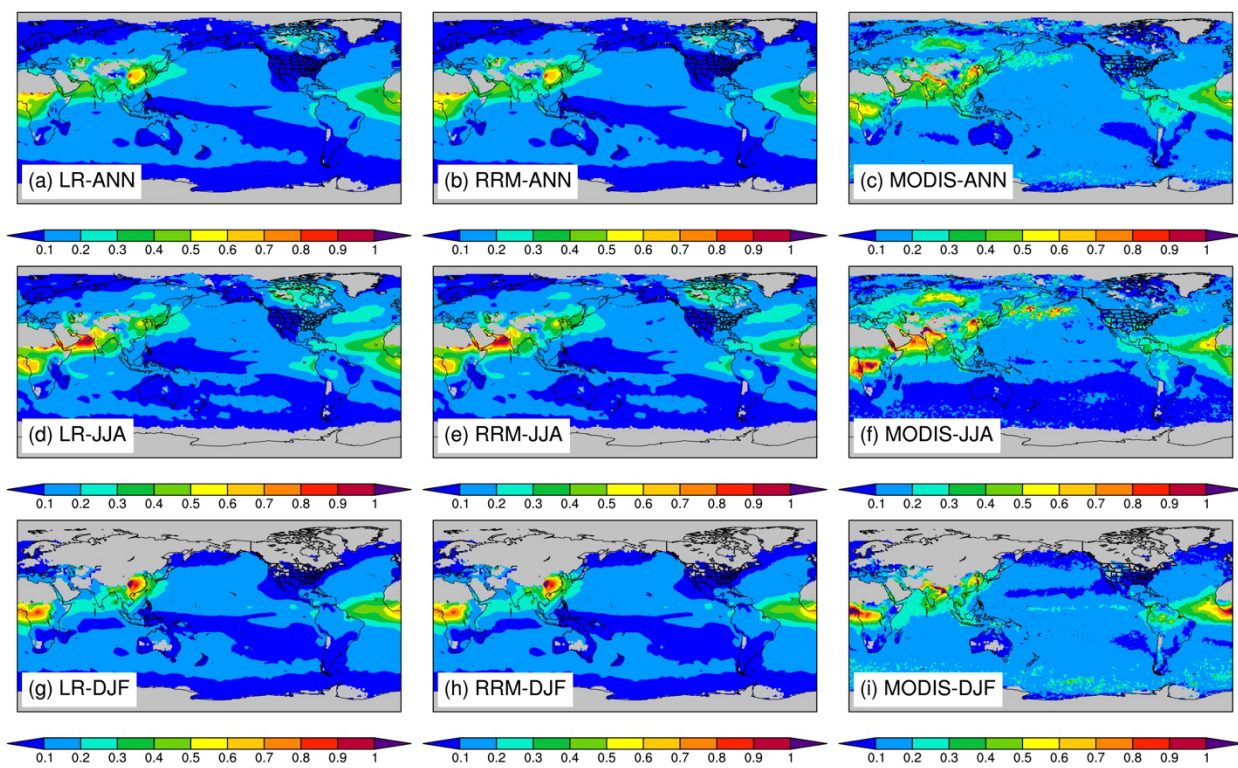 (a) LR-ANN
(b) RRM-ANN
(c) MODIS-ANN
0.1 0.2 0.3 0.4 0.5 0.6 0.7 0.8 0.9 1
0.1 0.2 0.3 0.4 0.5 0.6 0.7 0.8 0.9 1
0.1 0.2 0.3 0.4 0.5 0.6 0.7 0.8 0.9 1
(d) LR-JJA
(e) RRM-JJA
(f) MODIS-JJA
0.1 0.2 0.3 0.4 0.5 0.6 0.7 0.8 0.9 1
0.1 0.2 0.3 0.4 0.5 0.6 0.7 0.8 0.9 1
0.1 0.2 0.3 0.4 0.5 0.6 0.7 0.8 0.9 1
(g) LR-DJF
(h) RRM-DJF
(i) MODIS-DJF
0.1 0.2 0.3 0.4 0.5 0.6 0.7 0.8 0.9 1
0.1 0.2 0.3 0.4 0.5 0.6 0.7 0.8 0.9 1
0.1 0.2 0.3 0.4 0.5 0.6 0.7 0.8 0.9 1